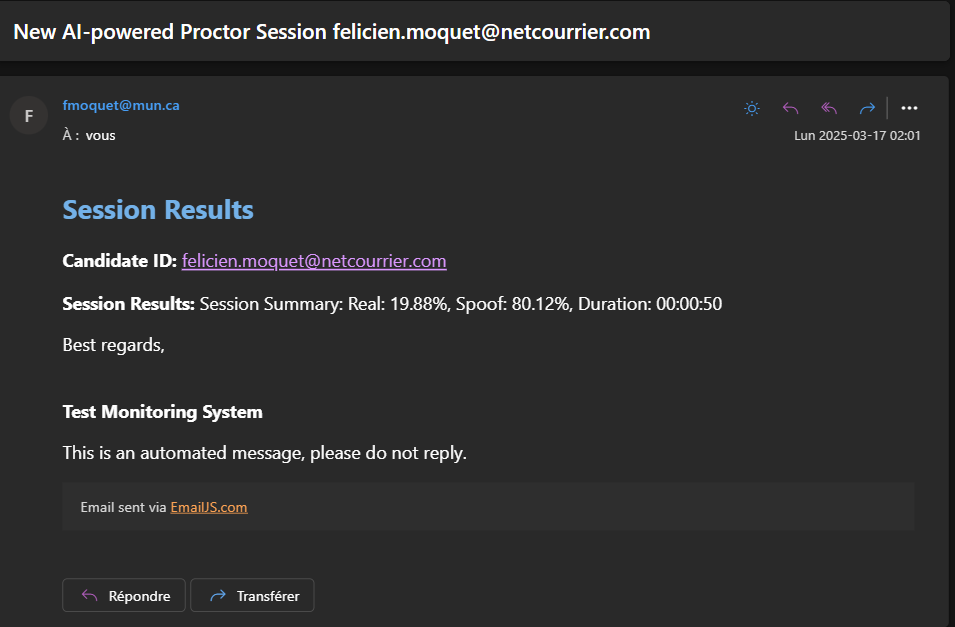 New AI-powered Proctor Session felicien.moquet@netcourrier.com
F
fmoquet@mun.ca
À : vous
Lun 2025-03-17 02:01
Session Results
Candidate ID: felicien.moquet@netcourrier.com
Session Results: Session Summary: Real: 19.88%, Spoof: 80.12%, Duration: 00:00:50
Best regards,
Test Monitoring System
This is an automated message, please do not reply.
Email sent via EmailJS.com
Répondre
Transférer